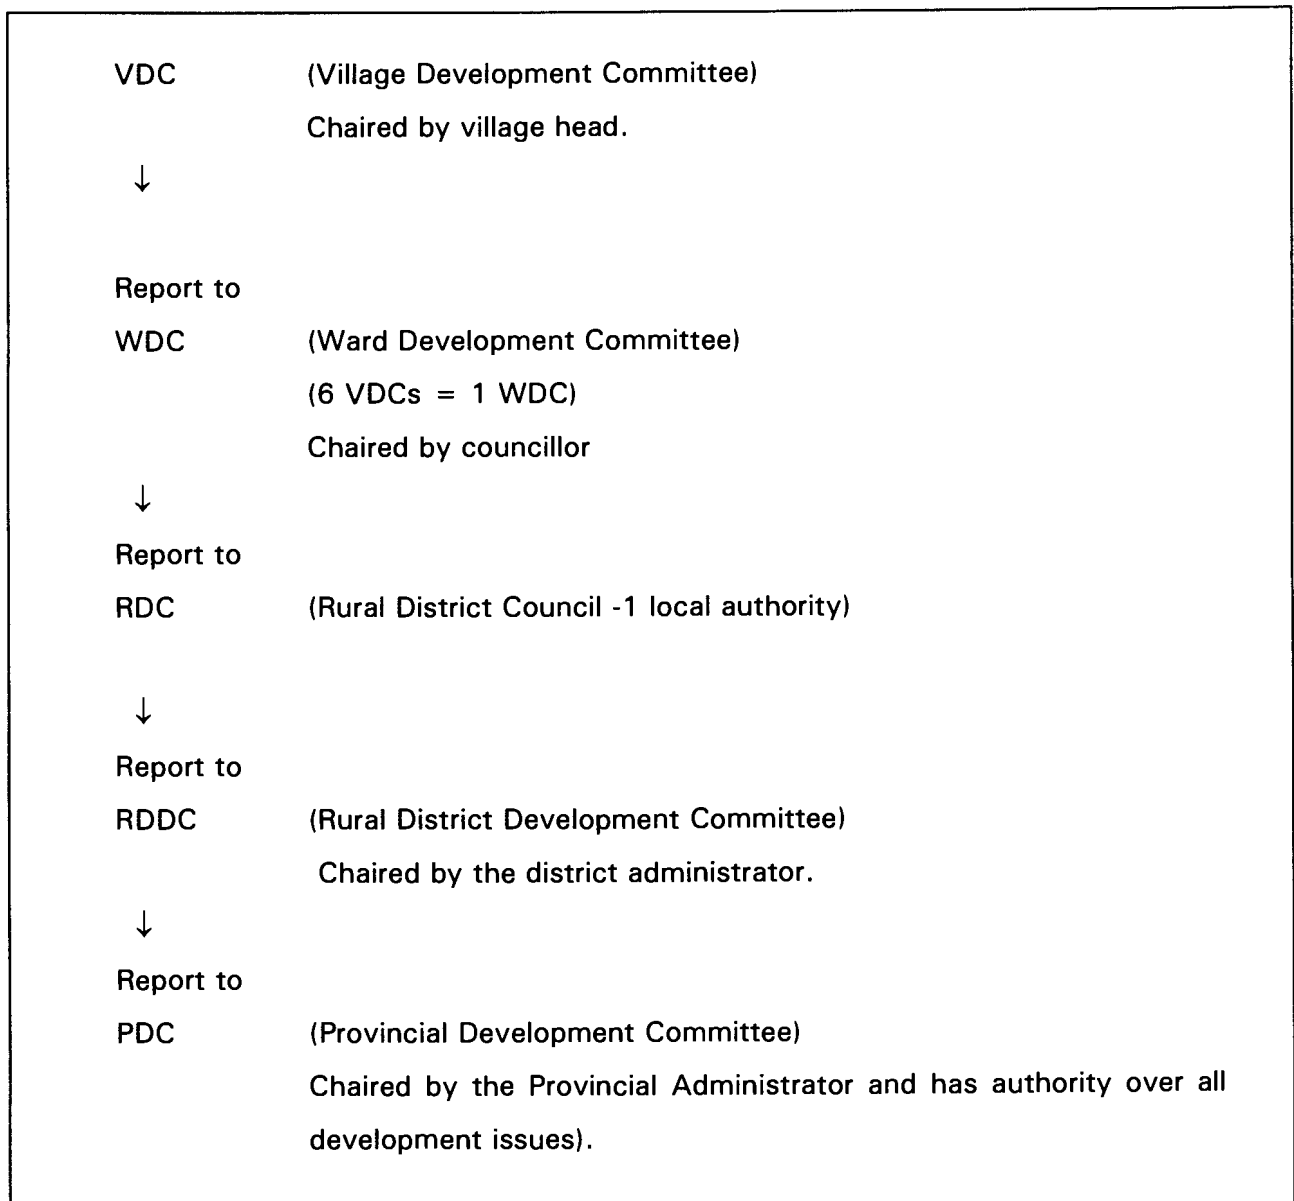 VDC (Village Development Committee)
Chaired by village head.
↓
Report to
WDC (Ward Development Committee)
(6 VDCs = 1 WDC)
Chaired by councillor
↓
Report to
RDC (Rural District Council -1 local authority)
↓
Report to
RDDC (Rural District Development Committee)
Chaired by the district administrator.
↓
Report to
PDC (Provincial Development Committee)
Chaired by the Provincial Administrator and has authority over all
development issues).